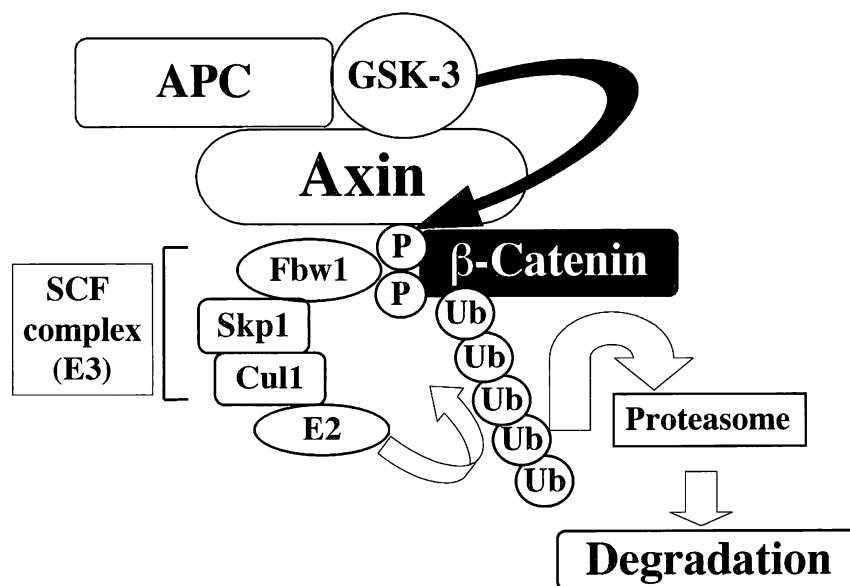 APC
GSK-3
Axin
P
β-Catenin
Fbw1
P
SCF
complex
(E3)
Skp1
Cul1
E2
Ub
Ub
Ub
Ub
Ub
Proteasome
Degradation